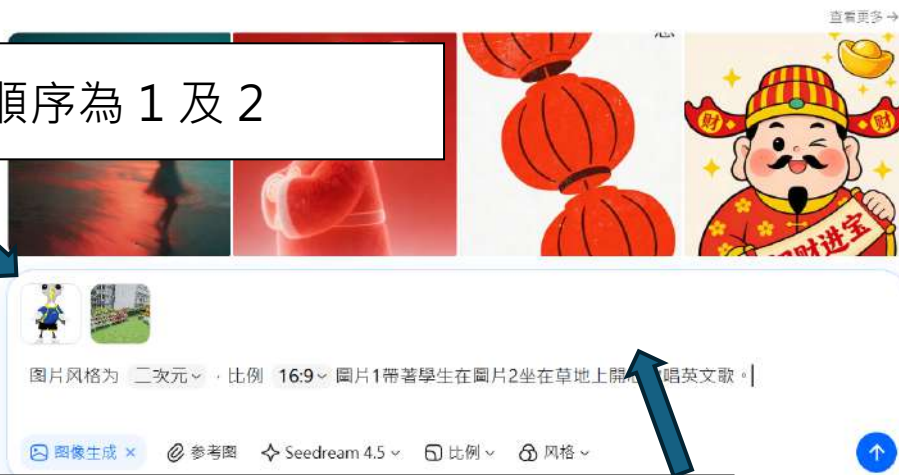 查看更多 →
順序為 1 及 2
财 财
财进宝
图片风格为 二次元 ，比例 16:9 圖片1帶著學生在圖片2坐在草地上開 唱英文歌。
图像生成 × 参考图 Seedream 4.5 比例 风格